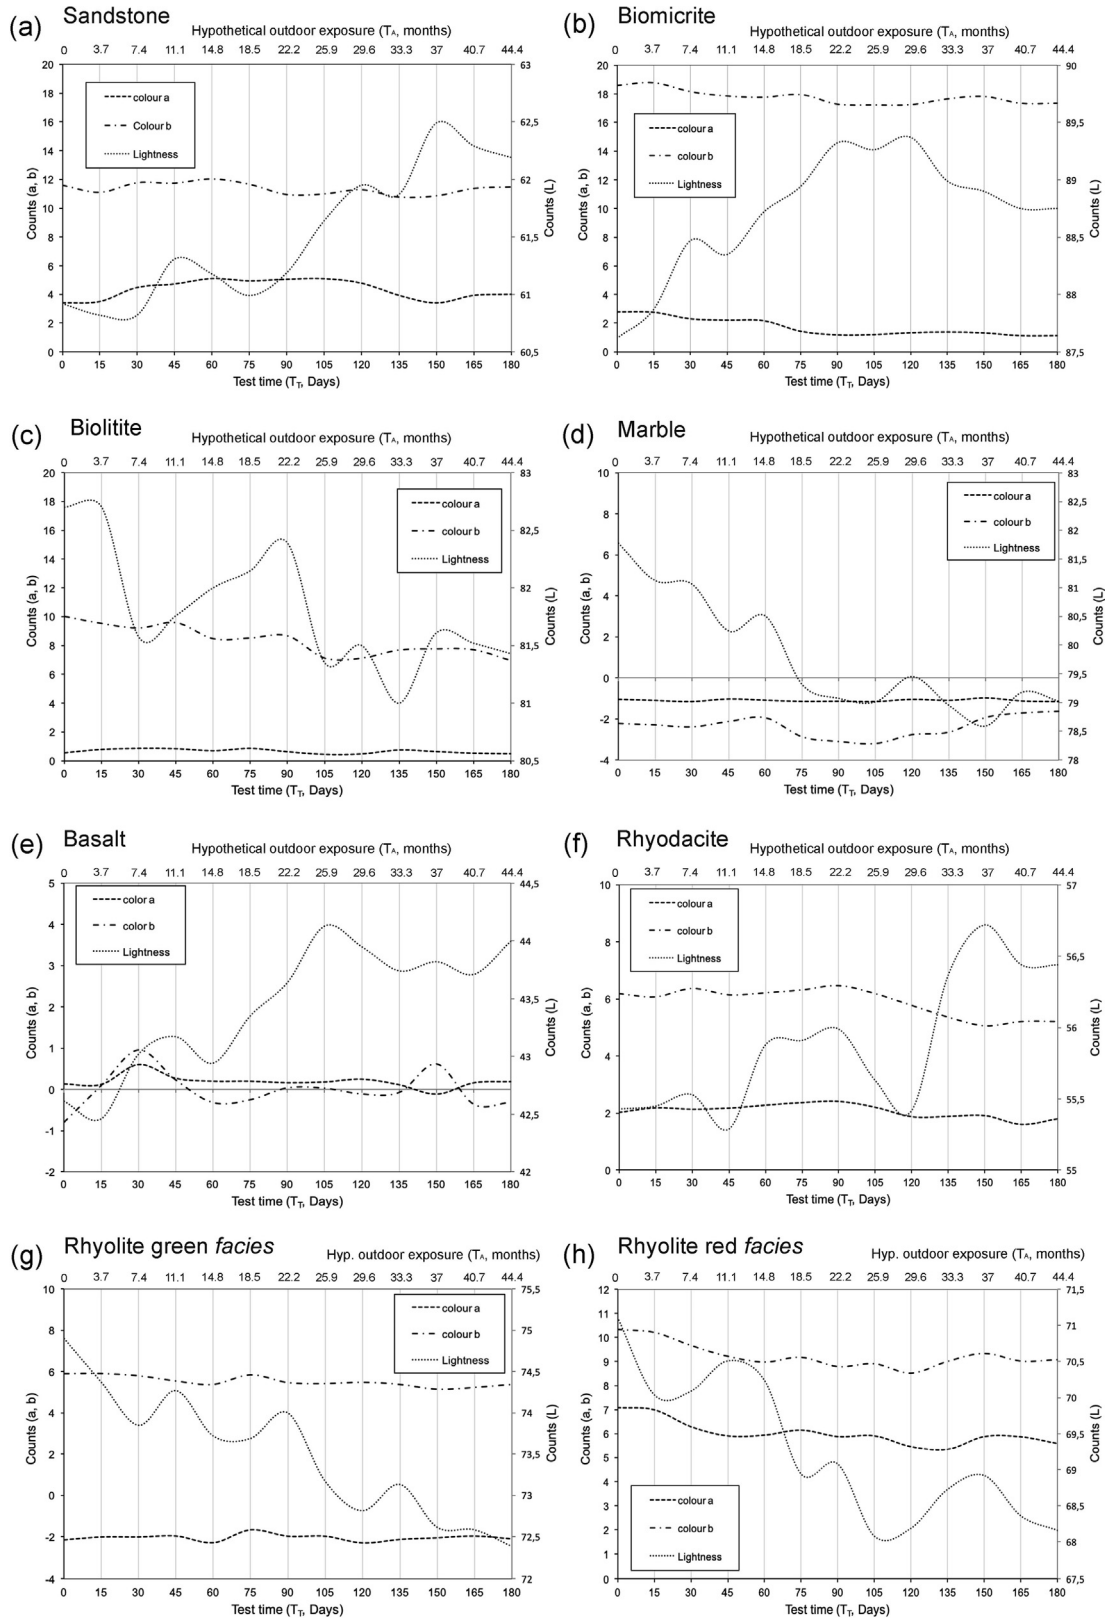 (a) Sandstone
Hypothetical outdoor exposure (TA, months)
0 3.7 7.4 11.1 14.8 18.5 22.2 25.9 29.6 33.3 37 40.7 44.4
20 18 16 14 12 10 8 6 4 2 0
Counts (a, b)
colour a
Colour b
Lightness
63 62,5 62 61,5 61 60,5
Counts (L)
0 15 30 45 60 75 90 105 120 135 150 165 180
Test time (TT, Days)
(b) Biomicrite
Hypothetical outdoor exposure (TA, months)
0 3.7 7.4 11.1 14.8 18.5 22.2 25.9 29.6 33.3 37 40.7 44.4
20 18 16 14 12 10 8 6 4 2 0
Counts (a, b)
colour a
colour b
Lightness
90 89,5 89 88,5 88 87,5
Counts (L)
0 15 30 45 60 75 90 105 120 135 150 165 180
Test time (TT, Days)
(c) Biolitite
Hypothetical outdoor exposure (TA, months)
0 3.7 7.4 11.1 14.8 18.5 22.2 25.9 29.6 33.3 37 40.7 44.4
20 18 16 14 12 10 8 6 4 2 0
Counts (a, b)
colour a
colour b
Lightness
83 82,5 82 81,5 81 80,5
Counts (L)
0 15 30 45 60 75 90 105 120 135 150 165 180
Test time (TT, Days)
(d) Marble
Hypothetical outdoor exposure (TA, months)
0 3.7 7.4 11.1 14.8 18.5 22.2 25.9 29.6 33.3 37 40.7 44.4
10 8 6 4 2 0 -2 -4
Counts (a, b)
colour a
colour b
Lightness
83 82,5 82 81,5 81 80,5 80 79,5 79 78,5 78
Counts (L)
0 15 30 45 60 75 90 105 120 135 150 165 180
Test time (TT, Days)
(e) Basalt
Hypothetical outdoor exposure (TA, months)
0 3.7 7.4 11.1 14.8 18.5 22.2 25.9 29.6 33.3 37 40.7 44.4
5 4 3 2 1 0 -1 -2
Counts (a, b)
color a
color b
Lightness
44,5 44 43,5 43 42,5 42
Counts (L)
0 15 30 45 60 75 90 105 120 135 150 165 180
Test time (TT, Days)
(f) Rhyodacite
Hypothetical outdoor exposure (TA, months)
0 3.7 7.4 11.1 14.8 18.5 22.2 25.9 29.6 33.3 37 40.7 44.4
10 8 6 4 2 0
Counts (a, b)
colour a
colour b
Lightness
57 56,5 56 55,5 55
Counts (L)
0 15 30 45 60 75 90 105 120 135 150 165 180
Test time (TT, Days)
(g) Rhyolite green facies
Hyp. outdoor exposure (TA, months)
0 3.7 7.4 11.1 14.8 18.5 22.2 25.9 29.6 33.3 37 40.7 44.4
10 8 6 4 2 0 -2 -4
Counts (a, b)
colour a
colour b
Lightness
75,5 75 74,5 74 73,5 73 72,5 72
Counts (L)
0 15 30 45 60 75 90 105 120 135 150 165 180
Test time (TT, Days)
(h) Rhyolite red facies
Hyp. outdoor exposure (TA, months)
0 3.7 7.4 11.1 14.8 18.5 22.2 25.9 29.6 33.3 37 40.7 44.4
12 11 10 9 8 7 6 5 4 3 2 1 0
Counts (a, b)
colour a
colour b
Lightness
71,5 71 70,5 70 69,5 69 68,5 68 67,5
Counts (L)
0 15 30 45 60 75 90 105 120 135 150 165 180
Test time (TT, Days)